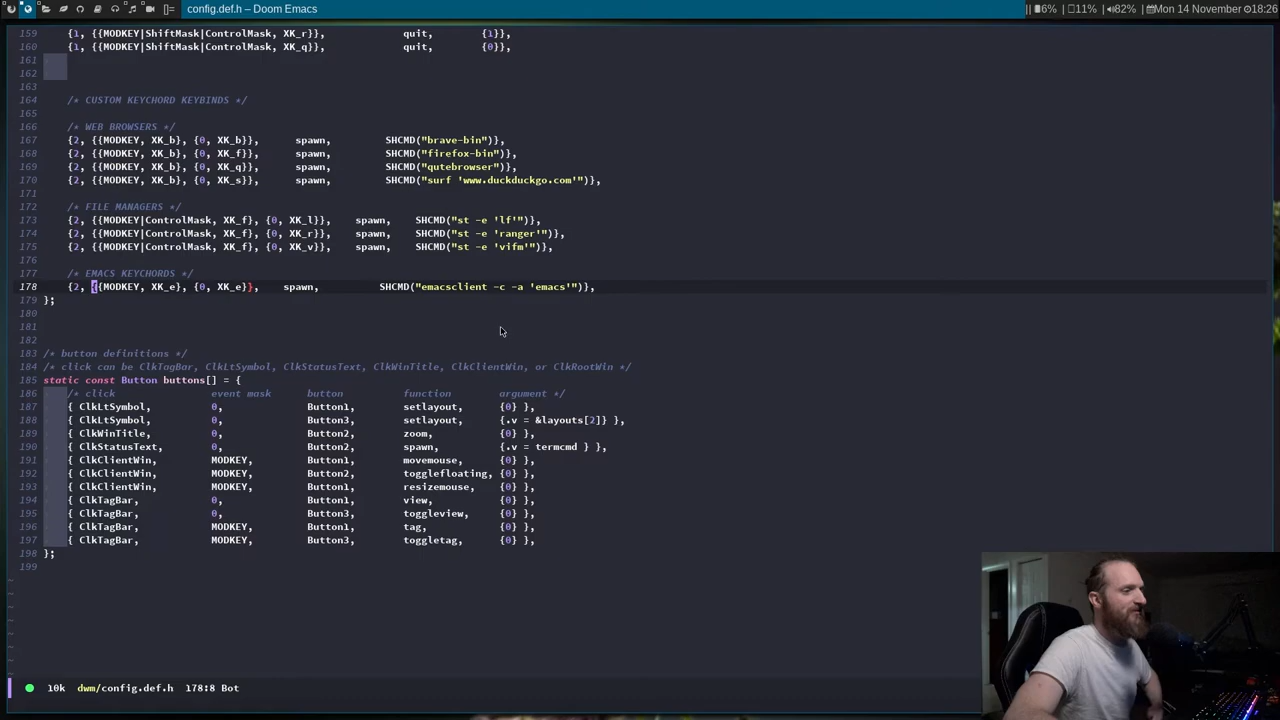 config.def.h – Doom Emacs
6% 11% 82% Mon 14 November 18:26
159 {1, {{MODKEY|ShiftMask|ControlMask, XK_r}}, quit, {1}},
160 {1, {{MODKEY|ShiftMask|ControlMask, XK_q}}, quit, {0}},
161
162
163
164 /* CUSTOM KEYCHORD KEYBINDS */
165
166 /* WEB BROWSERS */
167 {2, {{MODKEY, XK_b}, {0, XK_b}}, spawn, SHCMD("brave-bin")},
168 {2, {{MODKEY, XK_b}, {0, XK_f}}, spawn, SHCMD("firefox-bin")},
169 {2, {{MODKEY, XK_b}, {0, XK_q}}, spawn, SHCMD("qutebrowser")},
170 {2, {{MODKEY, XK_b}, {0, XK_s}}, spawn, SHCMD("surf 'www.duckduckgo.com'")},
171
172 /* FILE MANAGERS */
173 {2, {{MODKEY|ControlMask, XK_f}, {0, XK_l}}, spawn, SHCMD("st -e 'lf'")},
174 {2, {{MODKEY|ControlMask, XK_f}, {0, XK_r}}, spawn, SHCMD("st -e 'ranger'")},
175 {2, {{MODKEY|ControlMask, XK_f}, {0, XK_v}}, spawn, SHCMD("st -e 'vifm'")},
176
177 /* EMACS KEYCHORDS */
178 {2, {{MODKEY, XK_e}, {0, XK_e}}, spawn, SHCMD("emacsclient -c -a 'emacs'")},
179 };
180
181
182
183 /* button definitions */
184 /* click can be ClkTagBar, ClkLtSymbol, ClkStatusText, ClkWinTitle, ClkClientWin, or ClkRootWin */
185 static const Button buttons[] = {
186 /* click event mask button function argument */
187 { ClkLtSymbol, 0, Button1, setlayout, {0} },
188 { ClkLtSymbol, 0, Button3, setlayout, {.v = &layouts[2]} },
189 { ClkWinTitle, 0, Button2, zoom, {0} },
190 { ClkStatusText, 0, Button2, spawn, {.v = termcmd } },
191 { ClkClientWin, MODKEY, Button1, movemouse, {0} },
192 { ClkClientWin, MODKEY, Button2, togglefloating, {0} },
193 { ClkClientWin, MODKEY, Button3, resizemouse, {0} },
194 { ClkTagBar, 0, Button1, view, {0} },
195 { ClkTagBar, 0, Button3, toggleview, {0} },
196 { ClkTagBar, MODKEY, Button1, tag, {0} },
197 { ClkTagBar, MODKEY, Button3, toggletag, {0} },
198 };
199
~
~
~
~
~
~
~
~
10k dwm/config.def.h 178:8 Bot